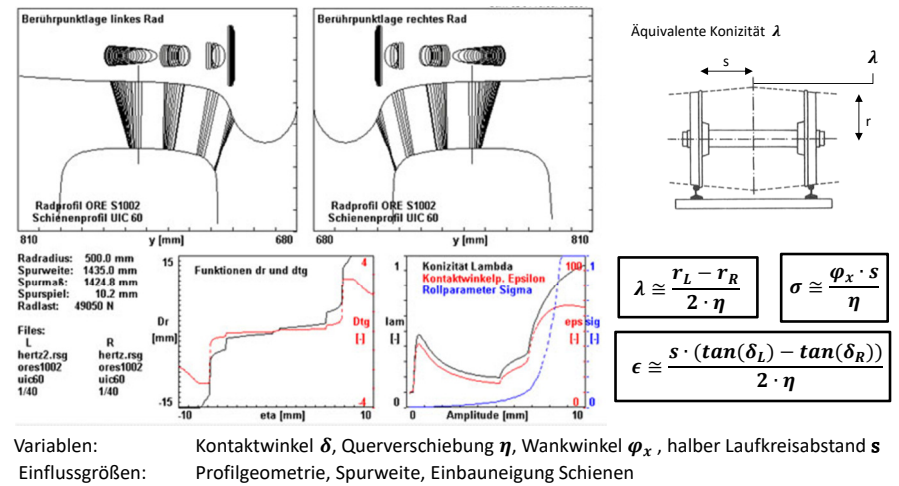 Berührpunktlage linkes Rad
Radprofil ORE S1002
Schienenprofil UIC 60
810 y [mm] 680
Berührpunktlage rechtes Rad
Radprofil ORE S1002
Schienenprofil UIC 60
680 y [mm] 810
Äquivalente Konizität λ
s
λ
r
Radradius: 500.0 mm
Spurweite: 1435.0 mm
Spurmaß: 1424.8 mm
Spurspiel: 10.2 mm
Radlast: 49050 N
Files:
L R
hertz2.rsg hertz.rsg
ores1002 ores1002
uic60 uic60
1/40 1/40
15 Funktionen dr und dtg 4
Dr Dtg
[mm] [-]
-15 -4
-10 eta [mm] 10
1 Konizität Lambda 100 1
Kontaktwinkelp. Epsilon
Rollparameter Sigma
lam eps sig
[-] [-] [-]
0 0 0
0 Amplitude [mm] 10
λ ≅ (r_L − r_R) / (2 · η)
σ ≅ (φ_x · s) / η
ϵ ≅ (s · (tan(δ_L) − tan(δ_R))) / (2 · η)
Variablen: Kontaktwinkel δ, Querverschiebung η, Wankwinkel φ_x , halber Laufkreisabstand s
Einflussgrößen: Profilgeometrie, Spurweite, Einbauneigung Schienen